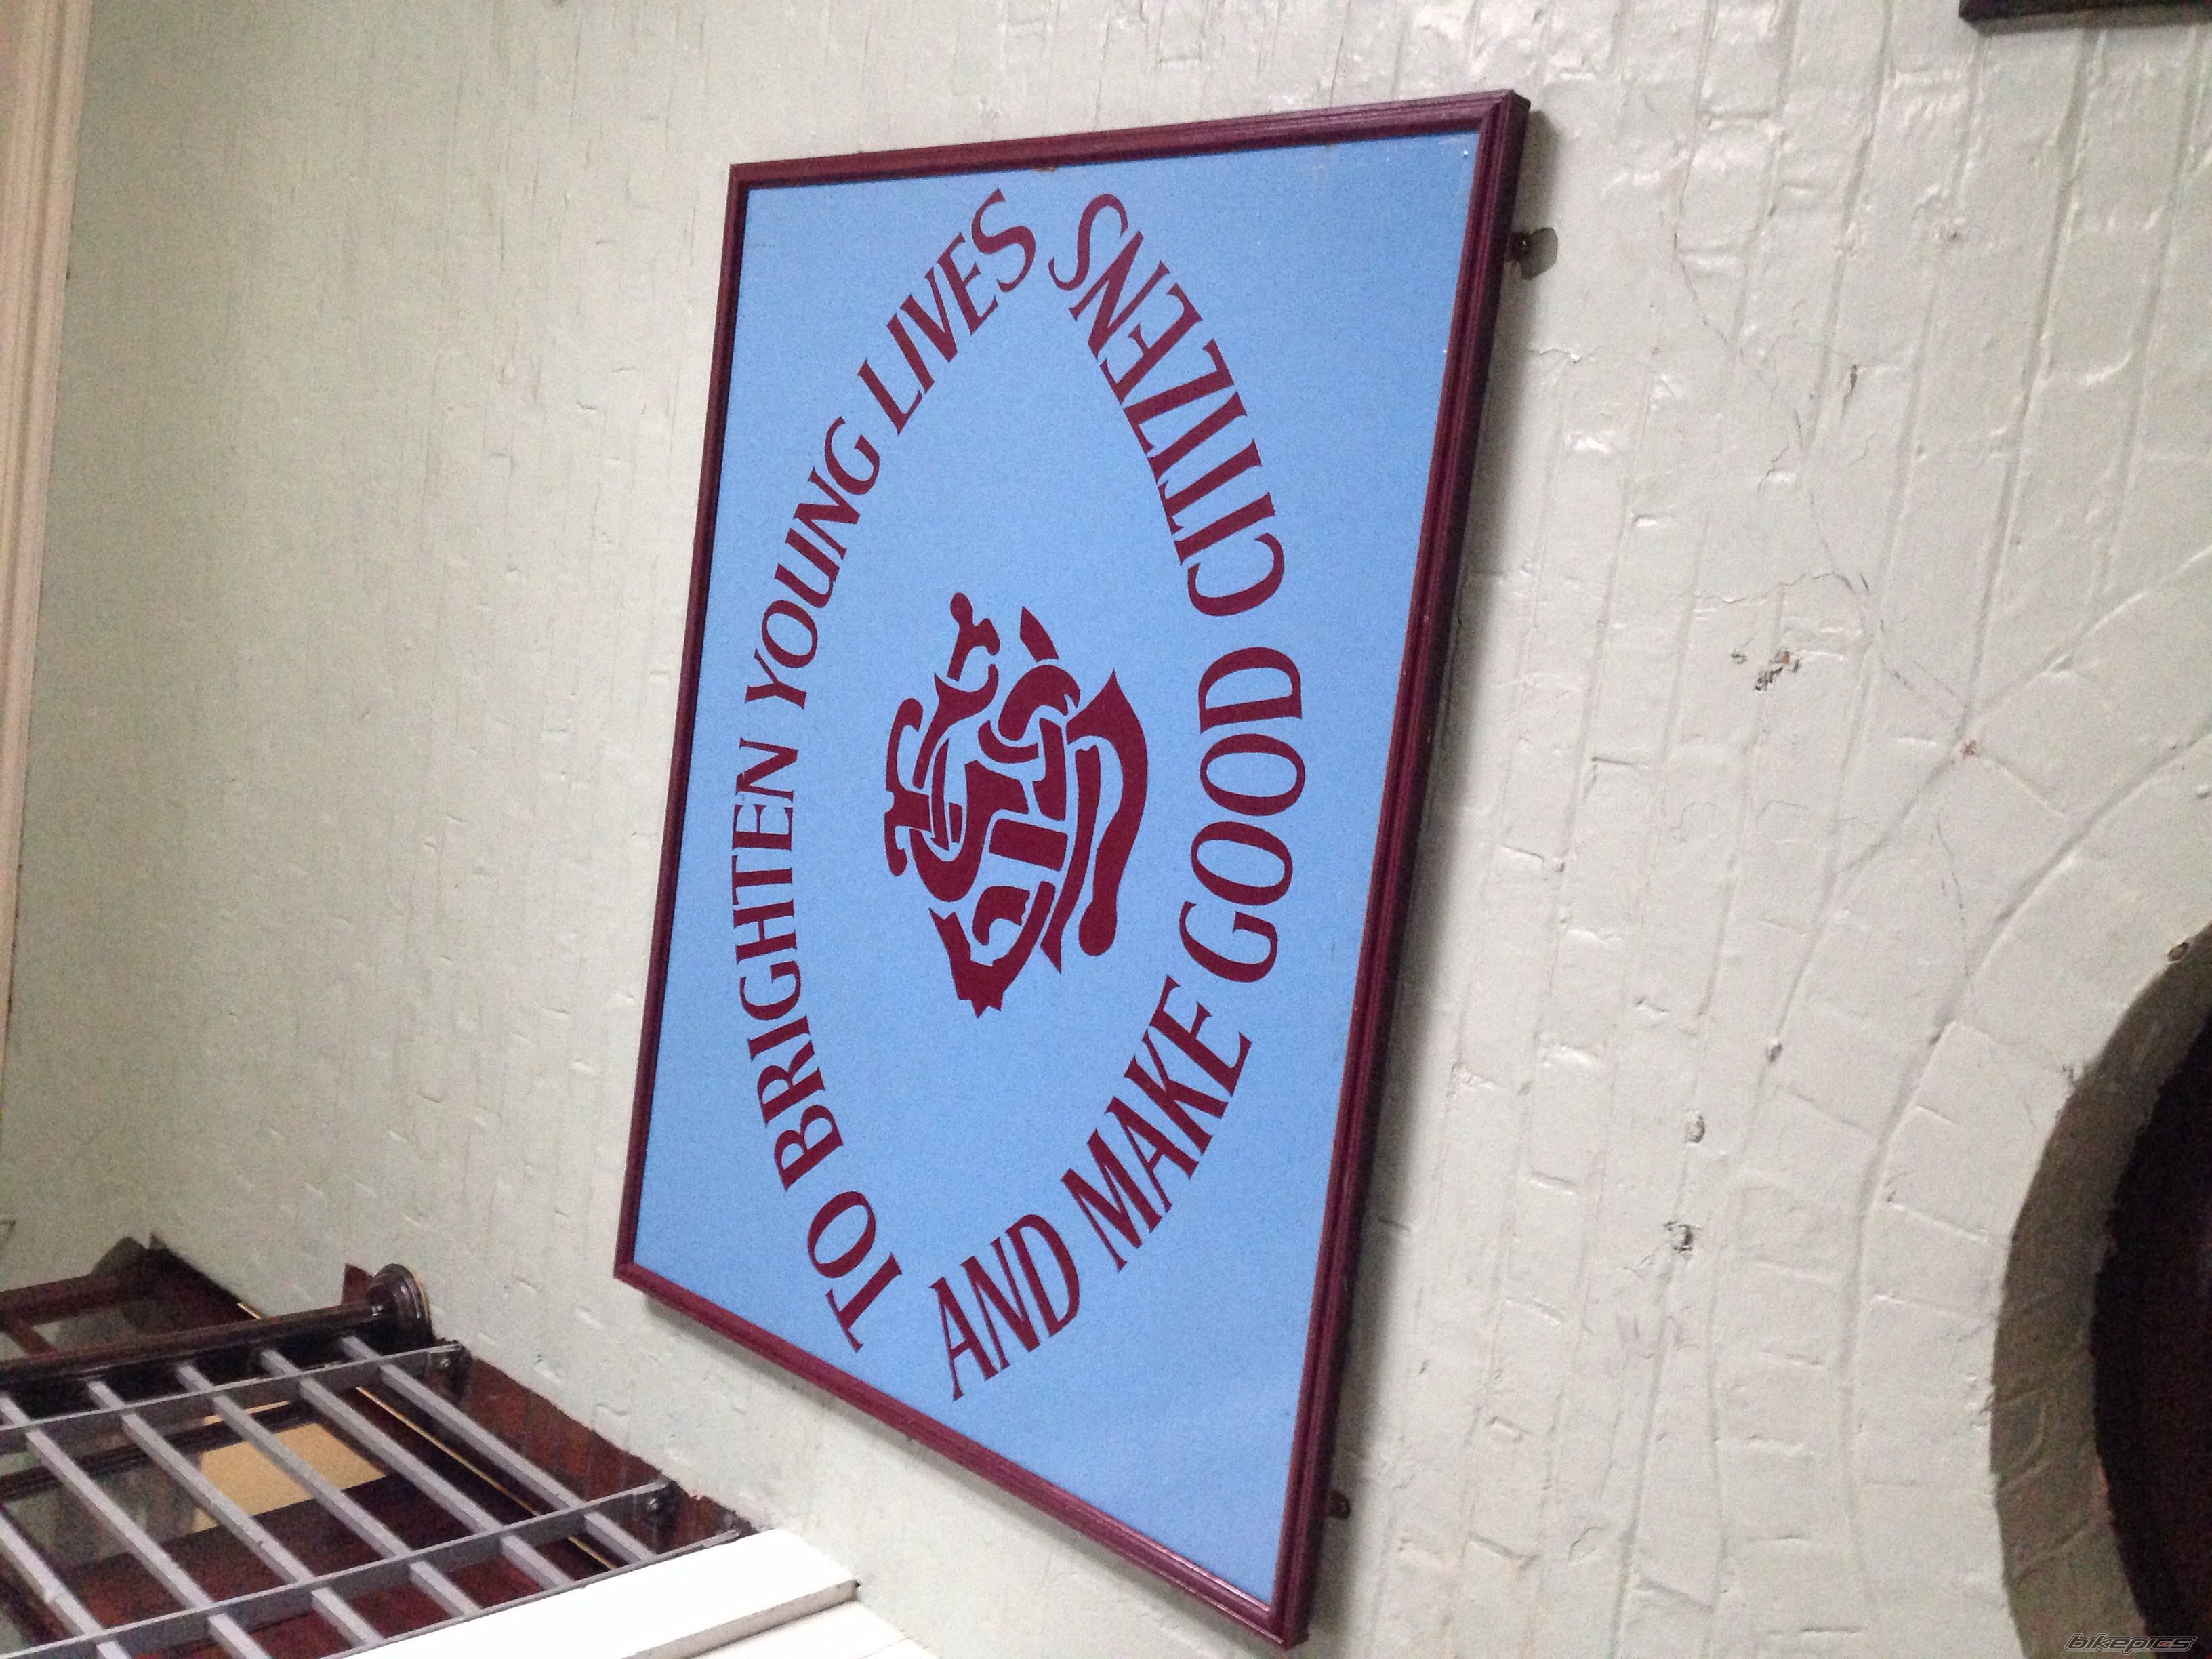 TO BRIGHTEN YOUNG LIVES
AND MAKE GOOD CITIZENS
bikepics